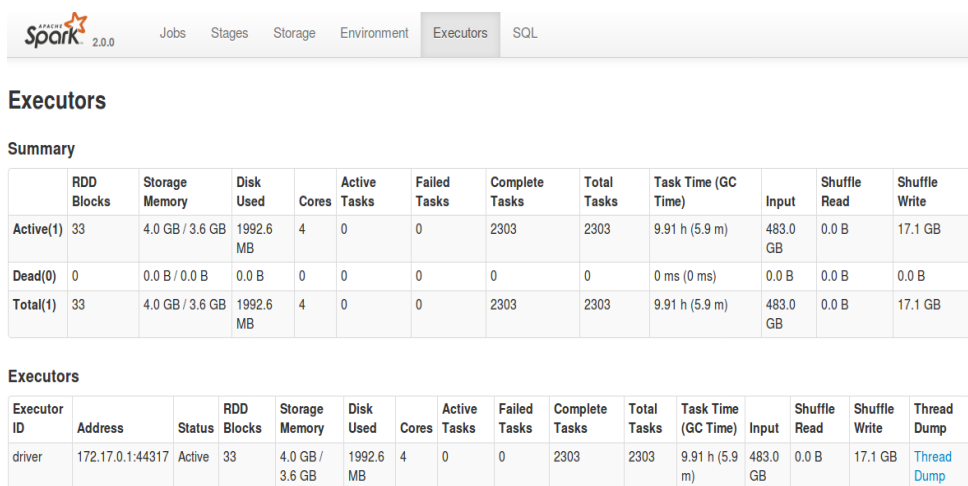 APACHE Spark 2.0.0 Jobs Stages Storage Environment Executors SQL
Executors
Summary
RDD Blocks Storage Memory Disk Used Cores Active Tasks Failed Tasks Complete Tasks Total Tasks Task Time (GC Time) Input Shuffle Read Shuffle Write
Active(1) 33 4.0 GB / 3.6 GB 1992.6 MB 4 0 0 2303 2303 9.91 h (5.9 m) 483.0 GB 0.0 B 17.1 GB
Dead(0) 0 0.0 B / 0.0 B 0.0 B 0 0 0 0 0 0 ms (0 ms) 0.0 B 0.0 B 0.0 B
Total(1) 33 4.0 GB / 3.6 GB 1992.6 MB 4 0 0 2303 2303 9.91 h (5.9 m) 483.0 GB 0.0 B 17.1 GB
Executors
Executor ID Address Status RDD Blocks Storage Memory Disk Used Cores Active Tasks Failed Tasks Complete Tasks Total Tasks Task Time (GC Time) Input Shuffle Read Shuffle Write Thread Dump
driver 172.17.0.1:44317 Active 33 4.0 GB / 3.6 GB 1992.6 MB 4 0 0 2303 2303 9.91 h (5.9 m) 483.0 GB 0.0 B 17.1 GB Thread Dump